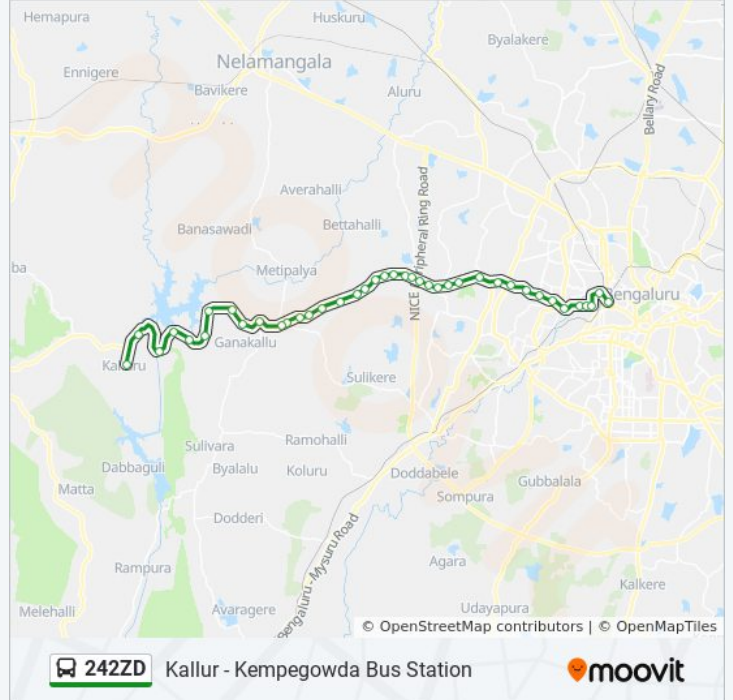 Hemapura
Huskuru
Byalakere
Nelamangala
Ennigere
Bavikere
Aluru
Bellary Road
Averahalli
NICE Peripheral Ring Road
Banasawadi
Bettahalli
ba
Metipalya
Bengaluru
Ganakallu
Kalluru
Sulikere
Sulivara
Ramohalli
Dabbaguli
Byalalu
Koluru
Doddabele
Gubbalala
Matta
Sompura
Dodderi
Bengaluru - Mysuru Road
Rampura
Agara
Kalkere
Melehalli
Avaragere
Udayapura
© OpenStreetMap contributors | © OpenMapTiles
242ZD Kallur - Kempegowda Bus Station moovit